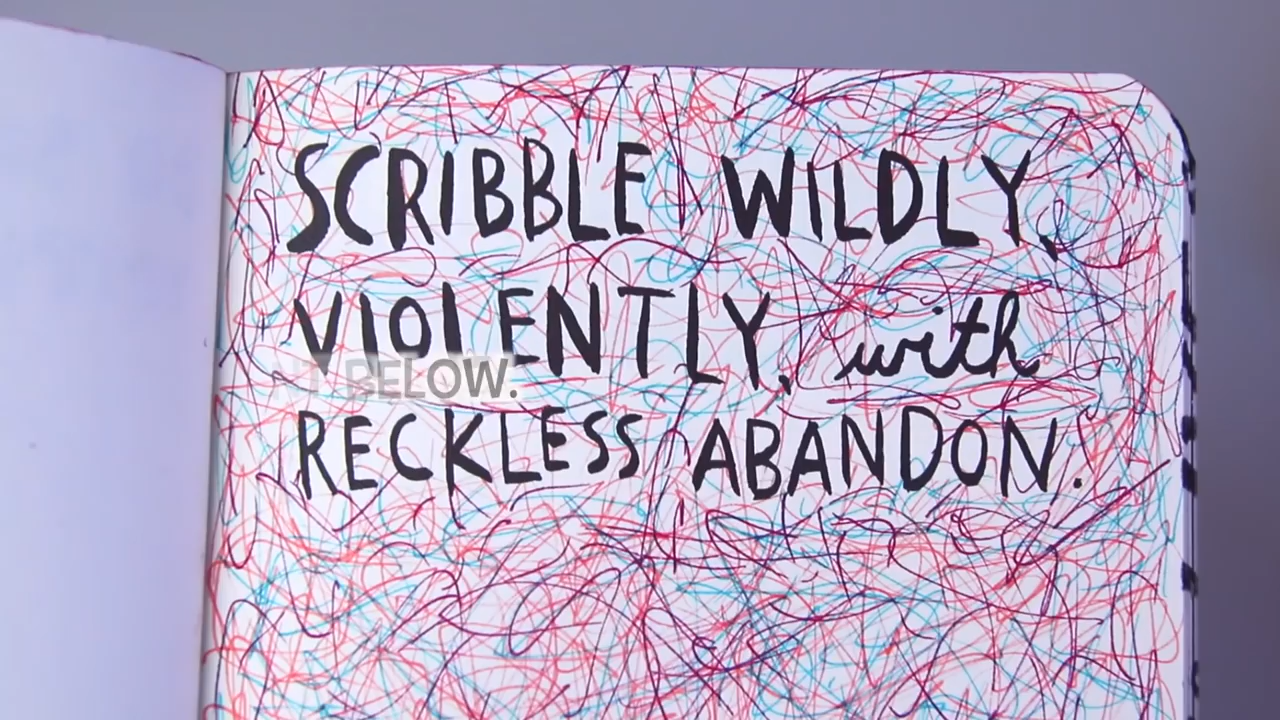 SCRIBBLE WILDLY,
VIOLENTLY, with
BELOW.
RECKLESS ABANDON.